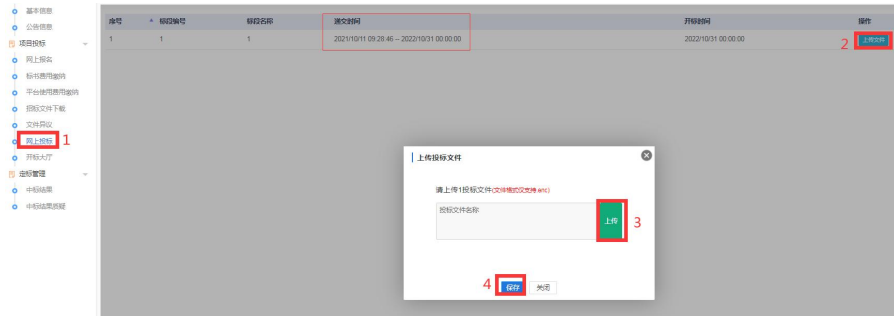 基本信息
公告信息
项目投标
网上报名
标书费用缴纳
平台使用费用缴纳
招标文件下载
文件异议
网上投标 1
开标大厅
定标管理
中标结果
中标结果质疑
序号 标段编号 标段名称 递交时间 开标时间 操作
1 1 1 2021/10/11 09:28:46 -- 2022/10/31 00:00:00 2022/10/31 00:00:00 2 上传文件
上传投标文件
请上传1投标文件(文件格式仅支持.enc)
投标文件名称
上传 3
4 保存 关闭